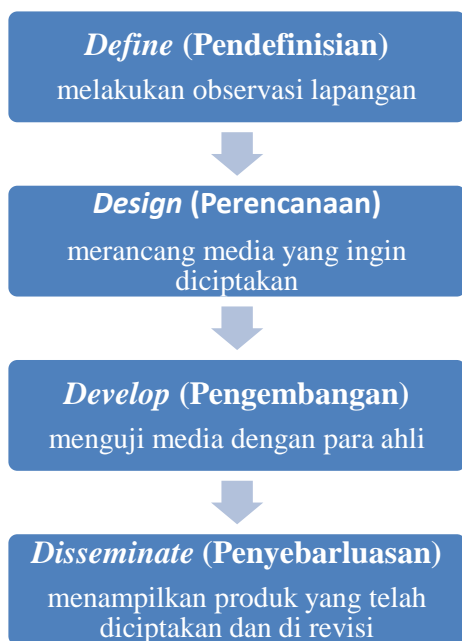 Define (Pendefinisian)
melakukan observasi lapangan
Design (Perencanaan)
merancang media yang ingin
diciptakan
Develop (Pengembangan)
menguji media dengan para ahli
Disseminate (Penyebarluasan)
menampilkan produk yang telah
diciptakan dan di revisi